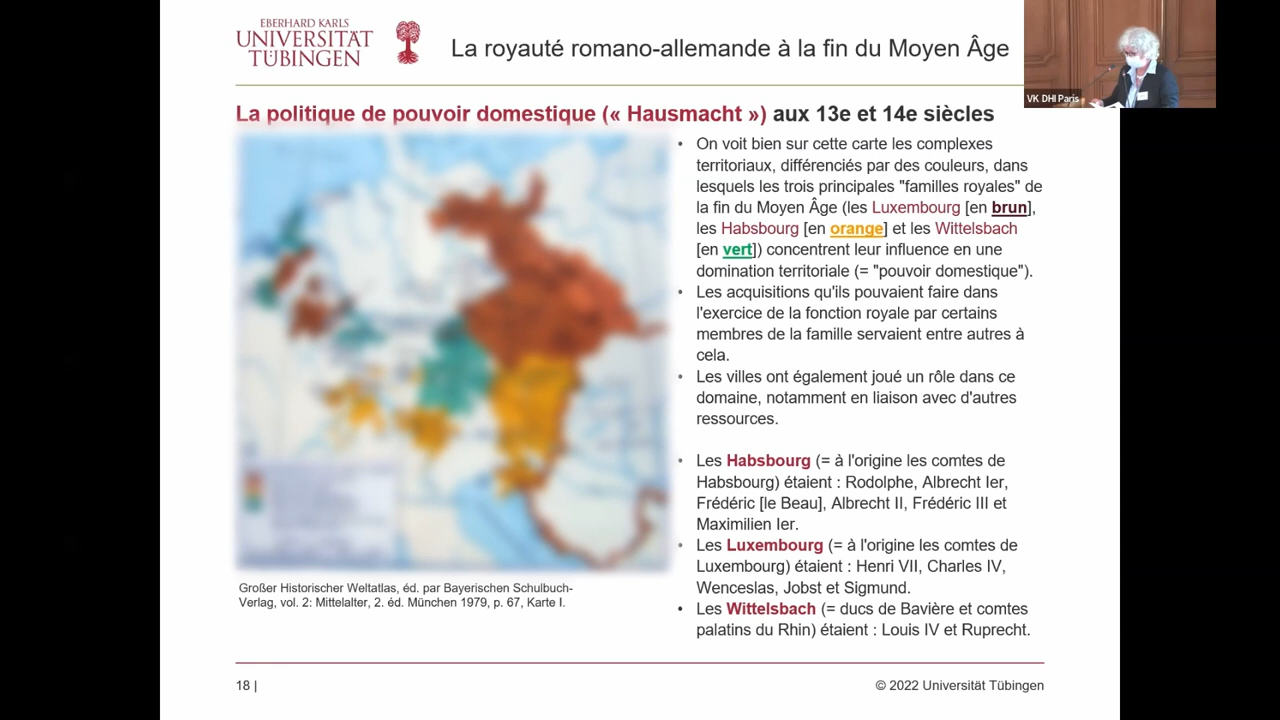 EBERHARD KARLS
UNIVERSITÄT
TÜBINGEN
La royauté romano-allemande à la fin du Moyen Âge
VK DHI Paris
La politique de pouvoir domestique (« Hausmacht ») aux 13e et 14e siècles
• On voit bien sur cette carte les complexes
territoriaux, différenciés par des couleurs, dans
lesquels les trois principales "familles royales" de
la fin du Moyen Âge (les Luxembourg [en brun],
les Habsbourg [en orange] et les Wittelsbach
[en vert]) concentrent leur influence en une
domination territoriale (= "pouvoir domestique").
• Les acquisitions qu'ils pouvaient faire dans
l'exercice de la fonction royale par certains
membres de la famille servaient entre autres à
cela.
• Les villes ont également joué un rôle dans ce
domaine, notamment en liaison avec d'autres
ressources.
• Les Habsbourg (= à l'origine les comtes de
Habsbourg) étaient : Rodolphe, Albrecht Ier,
Frédéric [le Beau], Albrecht II, Frédéric III et
Maximilien Ier.
• Les Luxembourg (= à l'origine les comtes de
Luxembourg) étaient : Henri VII, Charles IV,
Wenceslas, Jobst et Sigmund.
• Les Wittelsbach (= ducs de Bavière et comtes
palatins du Rhin) étaient : Louis IV et Ruprecht.
Großer Historischer Weltatlas, éd. par Bayerischen Schulbuch-
Verlag, vol. 2: Mittelalter, 2. éd. München 1979, p. 67, Karte I.
18 |
© 2022 Universität Tübingen